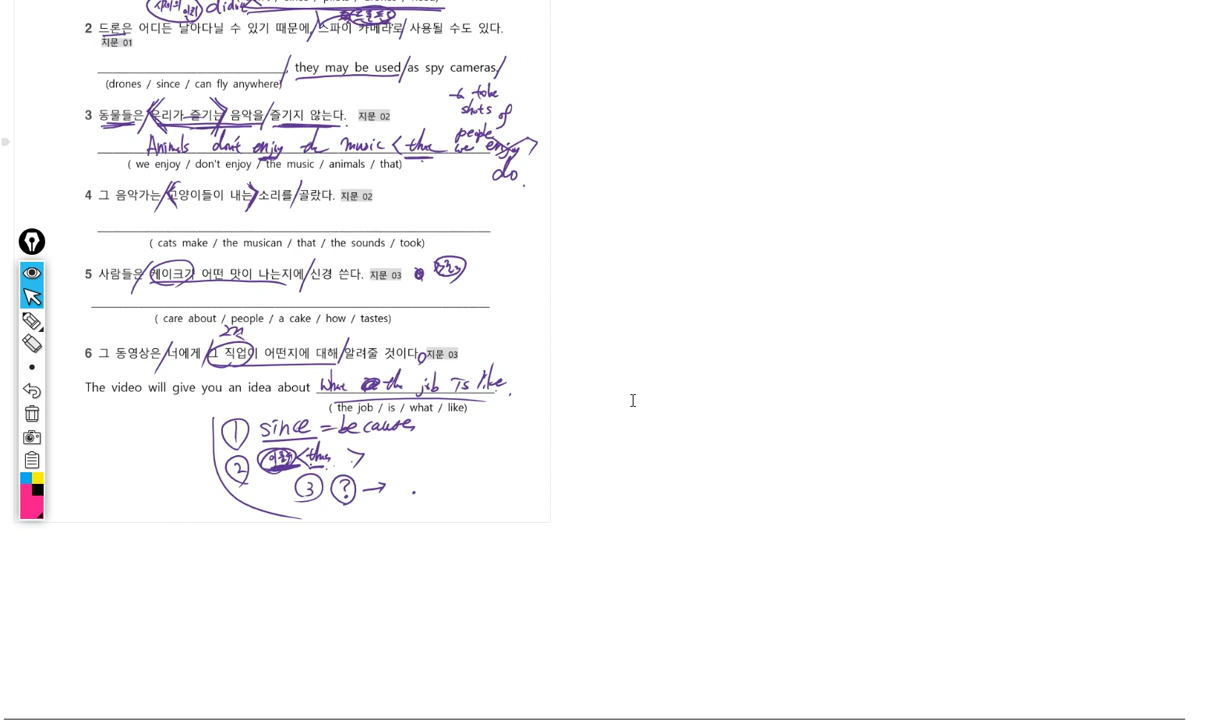 didn't
2 드론은 어디든 날아다닐 수 있기 때문에, 스파이 카메라로 사용될 수도 있다.
지문 01
, they may be used as spy cameras
(drones / since / can fly anywhere)
take
shots of
people
3 동물들은 우리가 즐기는 음악을 즐기지 않는다. 지문 02
Animals don't enjoy the music < that we enjoy >
do.
( we enjoy / don't enjoy / the music / animals / that)
4 그 음악가는 고양이들이 내는 소리를 골랐다. 지문 02
( cats make / the musican / that / the sounds / took)
5 사람들은 케이크가 어떤 맛이 나는지에 신경 쓴다. 지문 03
( care about / people / a cake / how / tastes)
6 그 동영상은 너에게 그 직업이 어떤지에 대해 알려줄 것이다. 지문 03
The video will give you an idea about what the job is like.
( the job / is / what / like)
① since = because
② < that >
③ ? → .